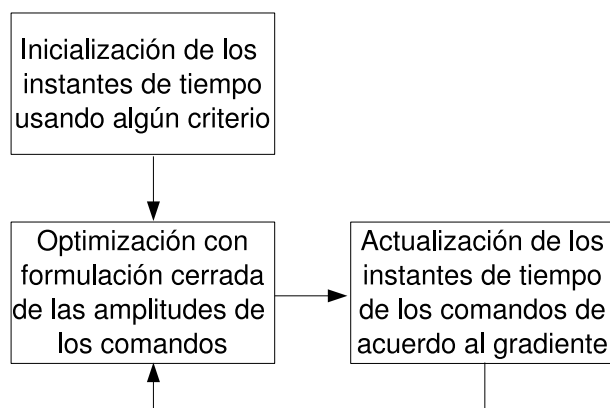 Inicialización de los
instantes de tiempo
usando algún criterio
Optimización con
formulación cerrada
de las amplitudes de
los comandos
Actualización de los
instantes de tiempo
de los comandos de
acuerdo al gradiente